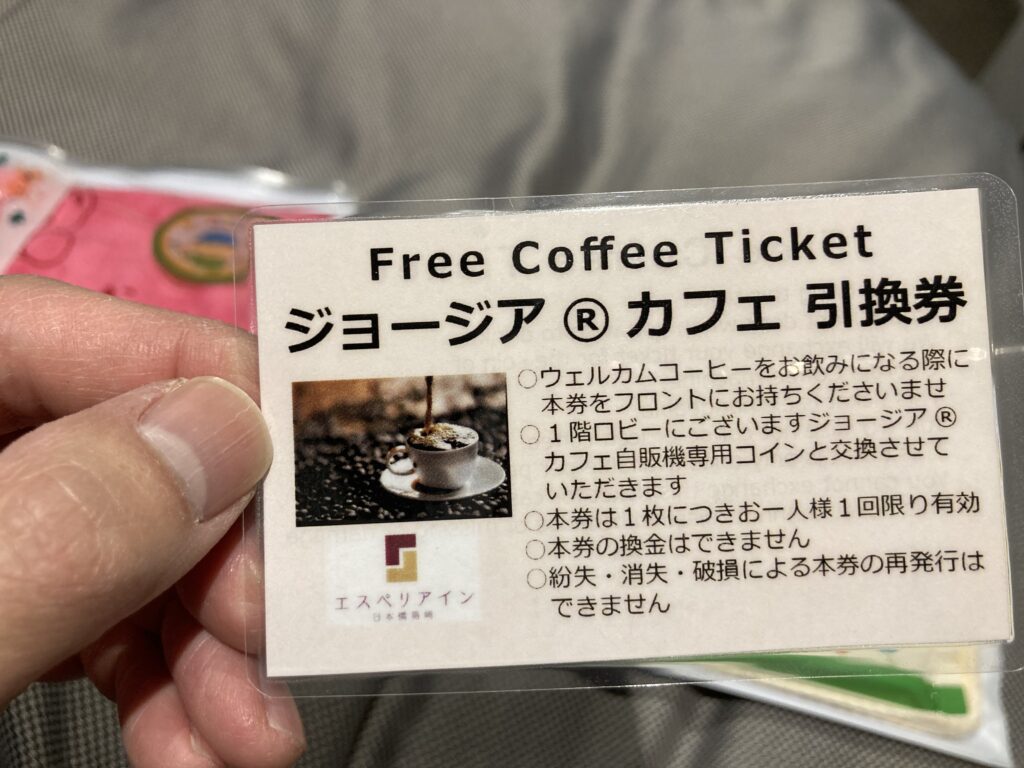 Free Coffee Ticket
ジョージア ® カフェ 引換券
○ウェルカムコーヒーをお飲みになる際に
本券をフロントにお持ちくださいませ
○１階ロビーにございますジョージア ®
カフェ自販機専用コインと交換させて
いただきます
○本券は１枚につきお一人様１回限り有効
○本券の換金はできません
○紛失・消失・破損による本券の再発行は
できません
エスペリアイン
日本橋箱崎